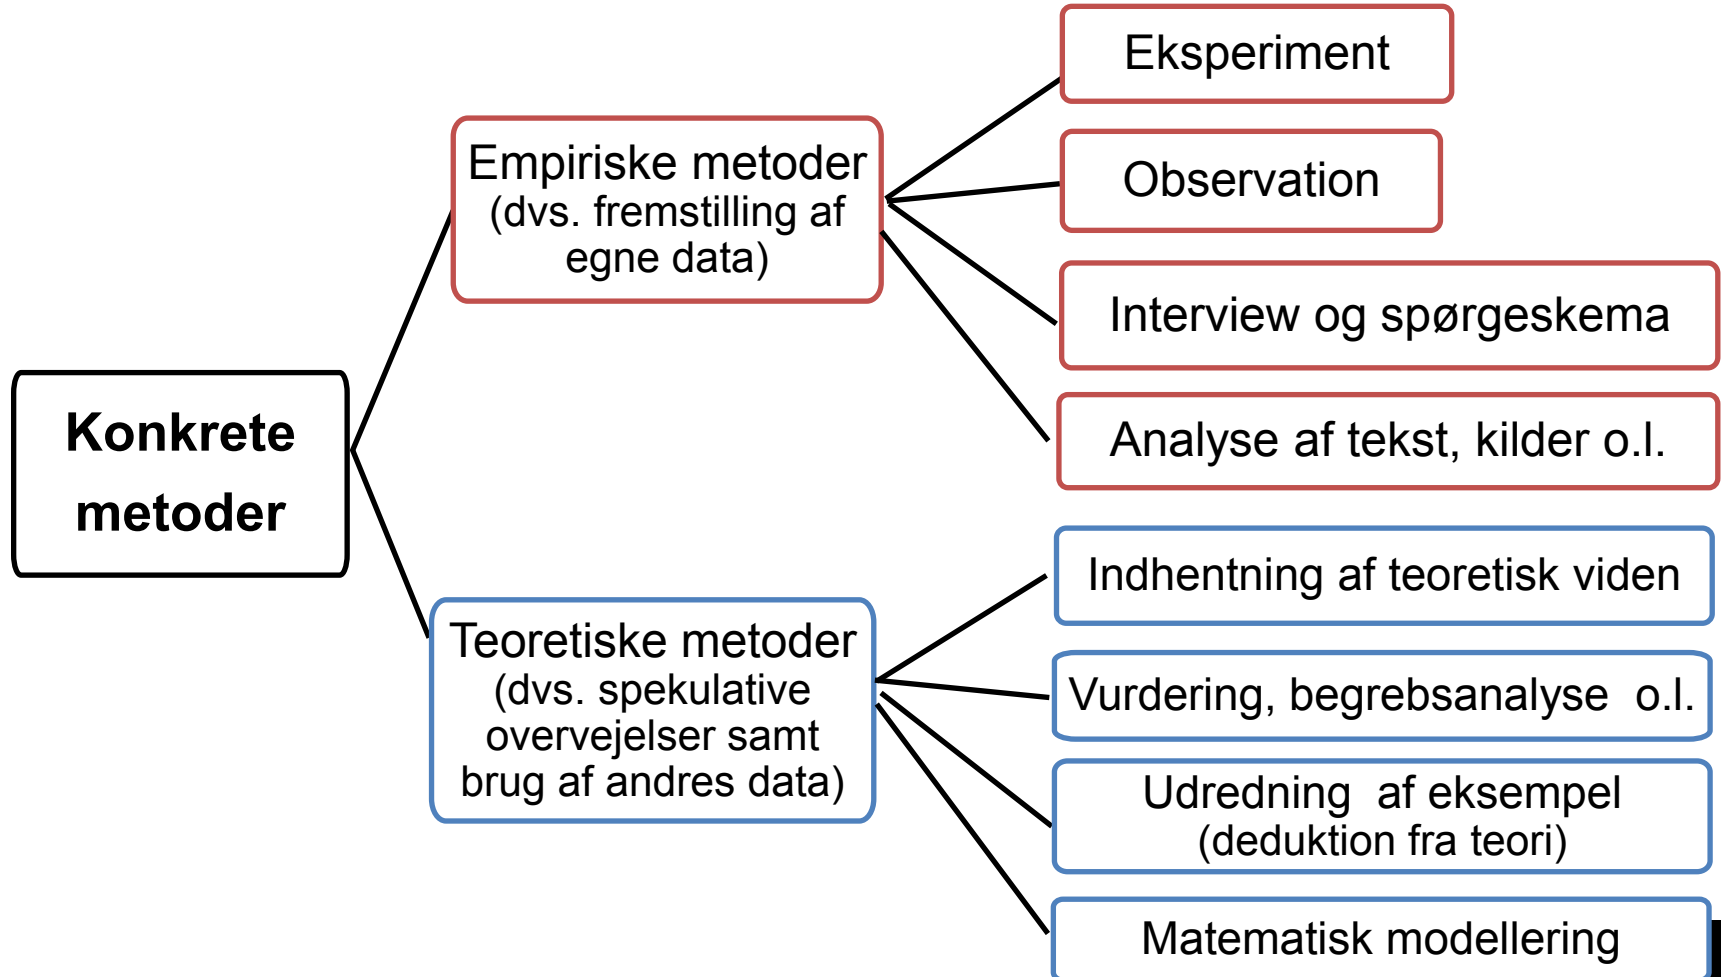 Konkrete
metoder
Empiriske metoder
(dvs. fremstilling af
egne data)
Eksperiment
Observation
Interview og spørgeskema
Analyse af tekst, kilder o.l.
Teoretiske metoder
(dvs. spekulative
overvejelser samt
brug af andres data)
Indhentning af teoretisk viden
Vurdering, begrebsanalyse  o.l.
Udredning  af eksempel
(deduktion fra teori)
Matematisk modellering